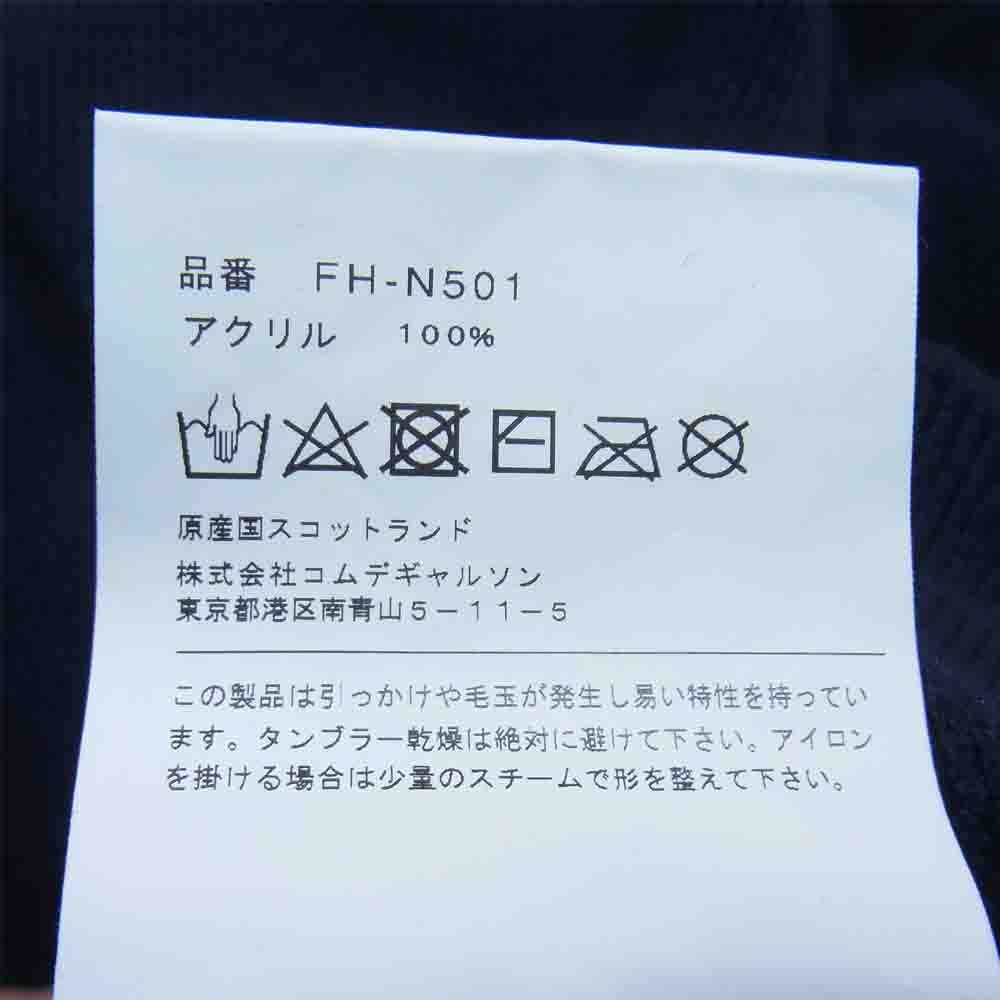 品番 FH-N501
アクリル 100%
原産国スコットランド
株式会社コムデギャルソン
東京都港区南青山5-11-5
この製品は引っかけや毛玉が発生し易い特性を持ってい
ます。タンブラー乾燥は絶対に避けて下さい。アイロン
を掛ける場合は少量のスチームで形を整えて下さい。